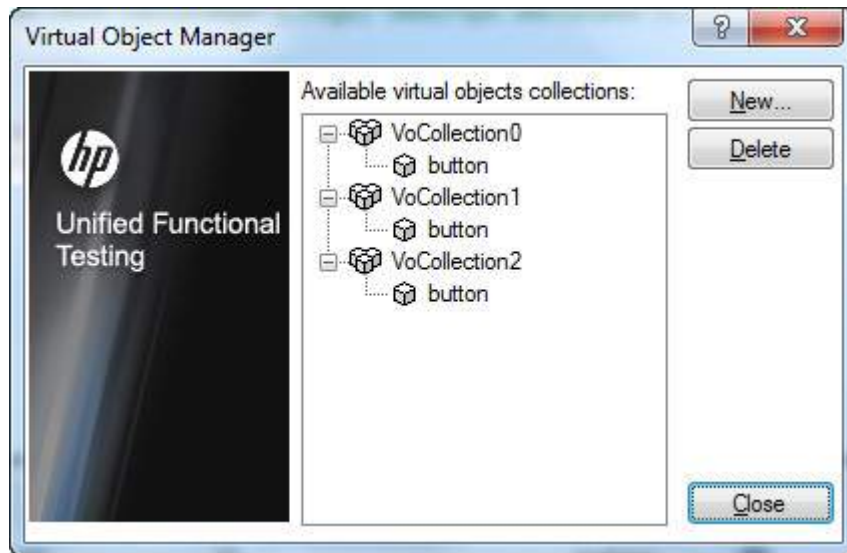 Virtual Object Manager
?
hp
Unified Functional
Testing
Available virtual objects collections:
VoCollection0
button
VoCollection1
button
VoCollection2
button
New...
Delete
Close